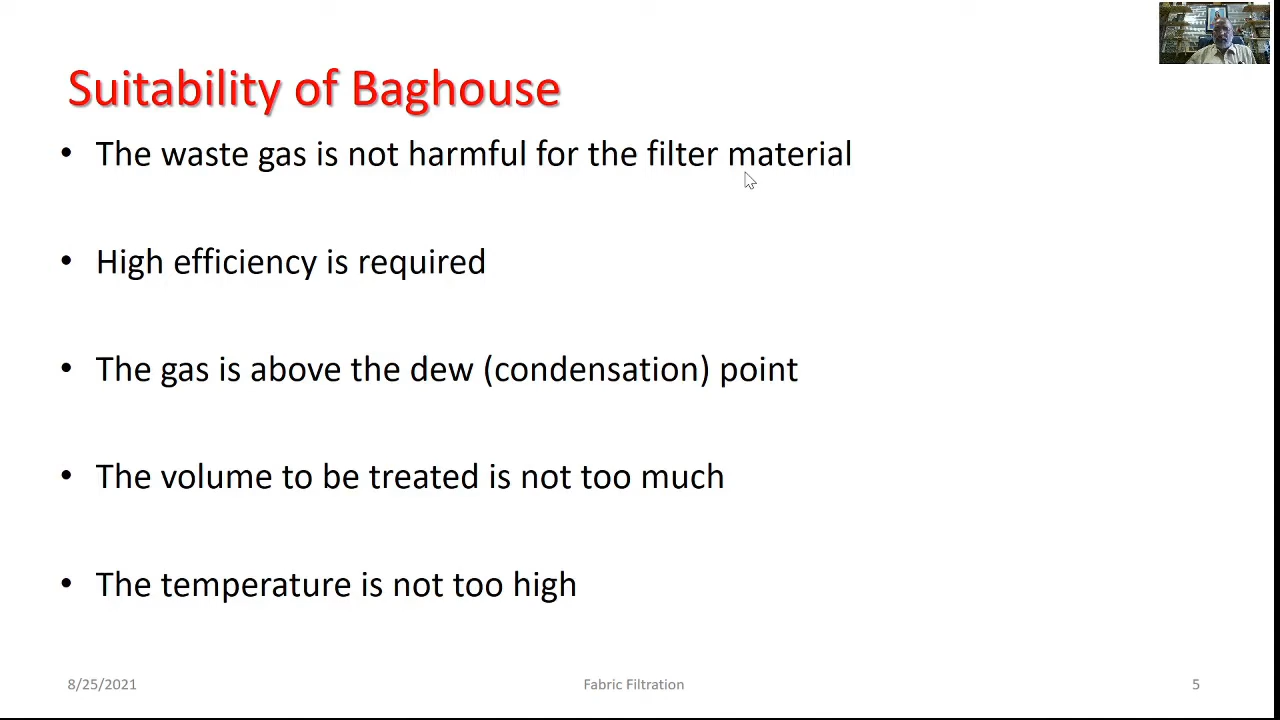 Suitability of Baghouse
• The waste gas is not harmful for the filter material
• High efficiency is required
• The gas is above the dew (condensation) point
• The volume to be treated is not too much
• The temperature is not too high
8/25/2021
Fabric Filtration
5